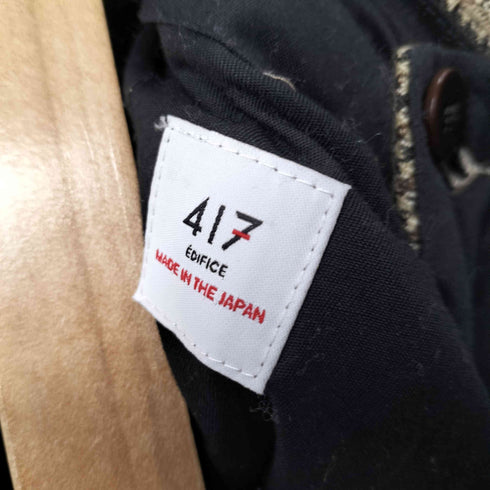 417
ÉDIFICE
MADE IN THE JAPAN